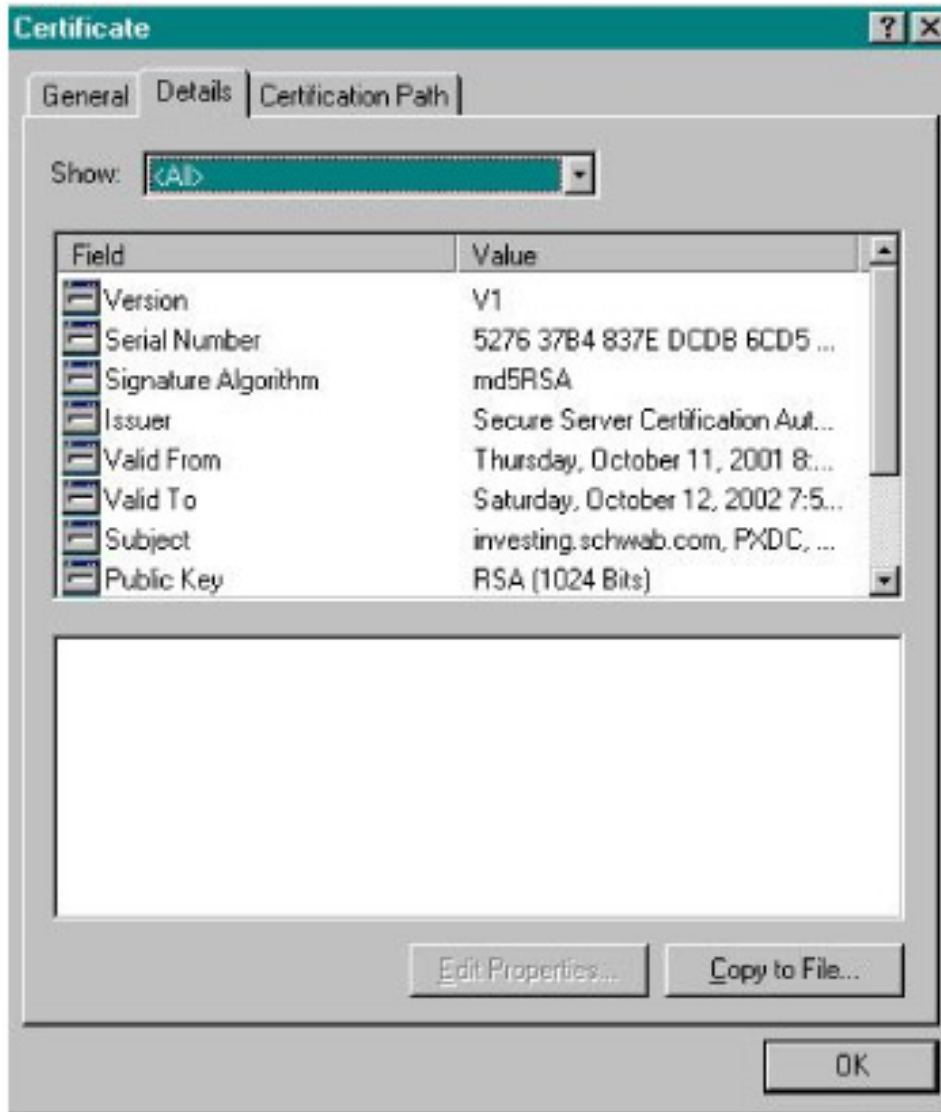 Certificate
General Details Certification Path
Show: <All>
Field Value
Version V1
Serial Number 5276 37B4 837E DCDB 6CD5 ...
Signature Algorithm md5RSA
Issuer Secure Server Certification Aut...
Valid From Thursday, October 11, 2001 8:...
Valid To Saturday, October 12, 2002 7:5...
Subject investing.schwab.com, PXDC, ...
Public Key RSA (1024 Bits)
Edit Properties... Copy to File...
OK